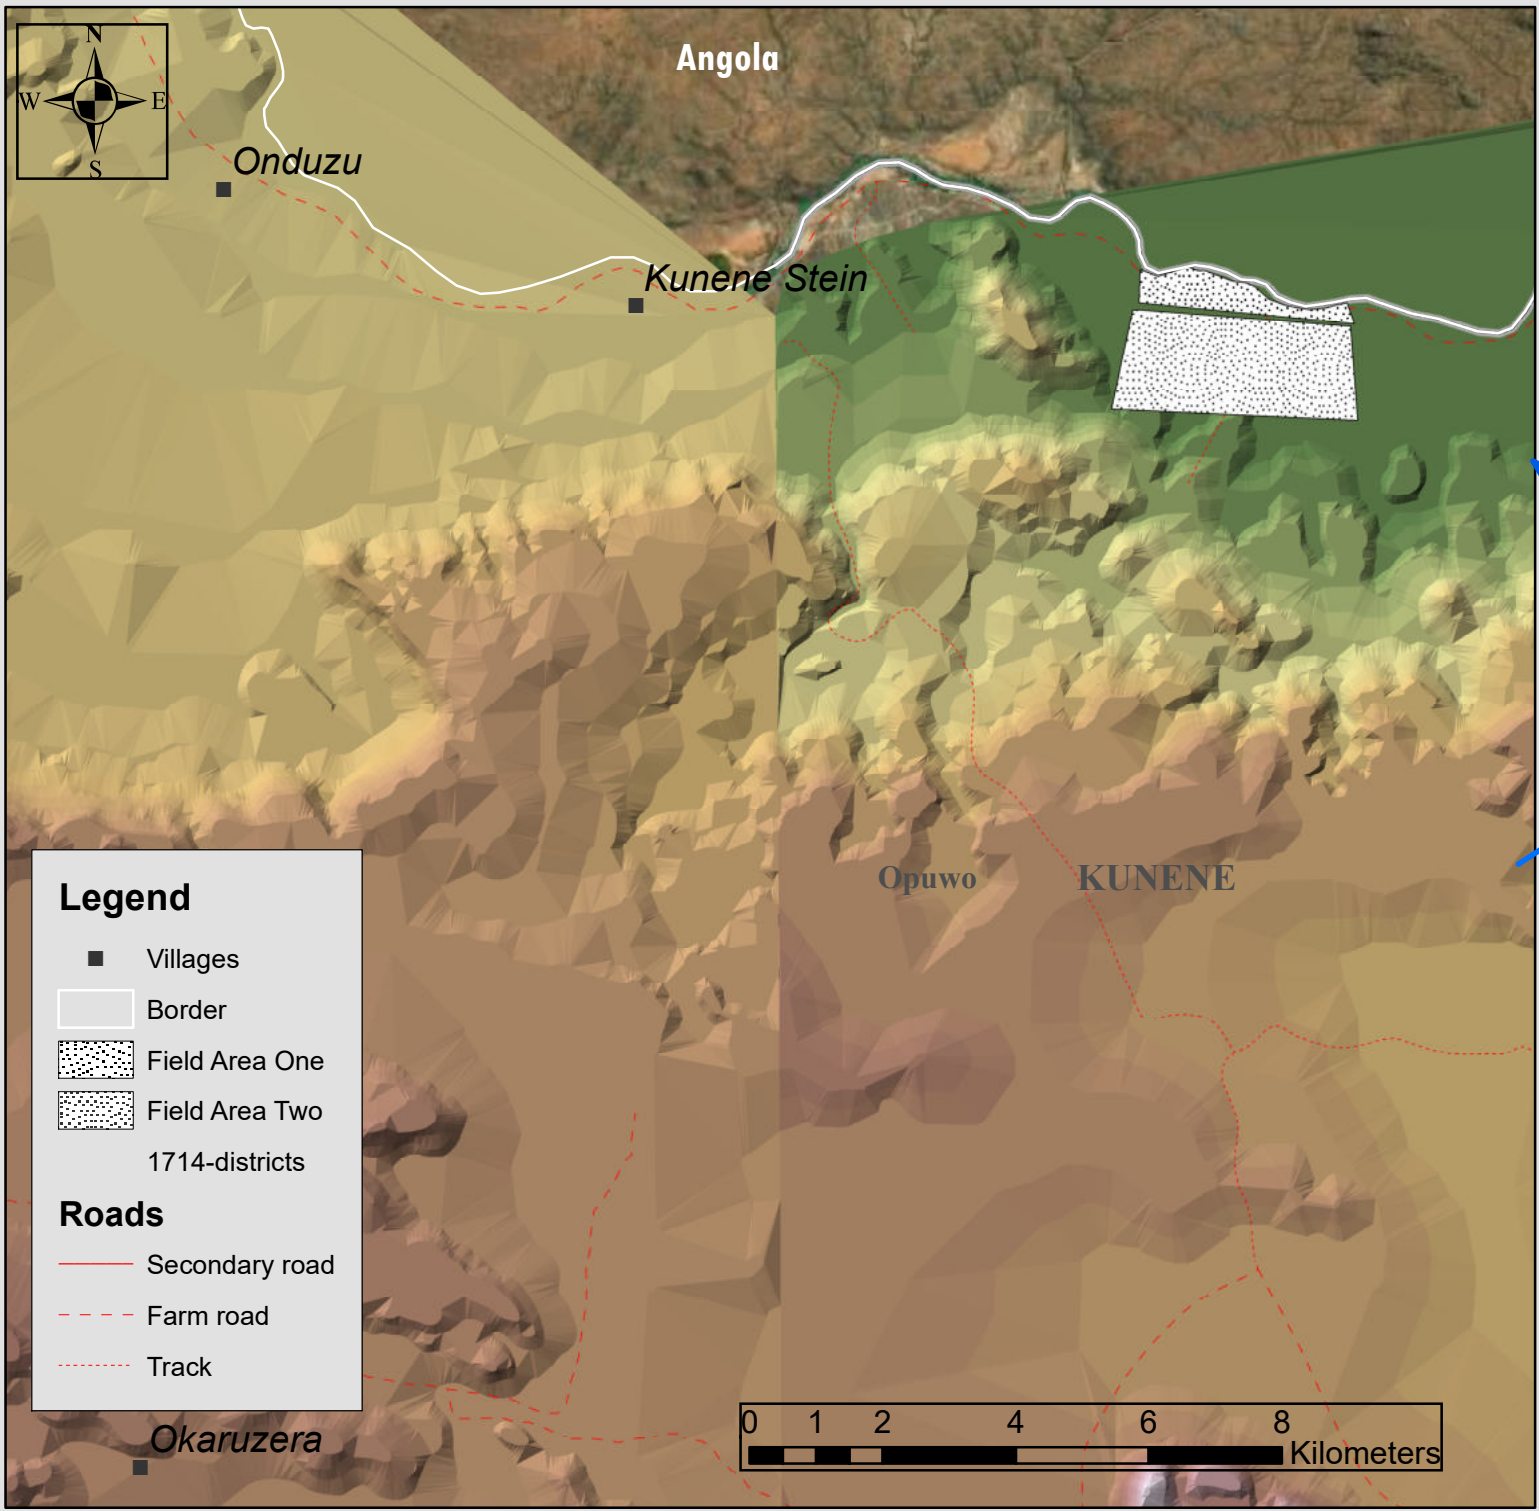 Angola
N
W E
S
Onduzu
Kunene Stein
Opuwo KUNENE
Legend
Villages
Border
Field Area One
Field Area Two
1714-districts
Roads
Secondary road
Farm road
Track
Okaruzera
0 1 2 4 6 8
Kilometers